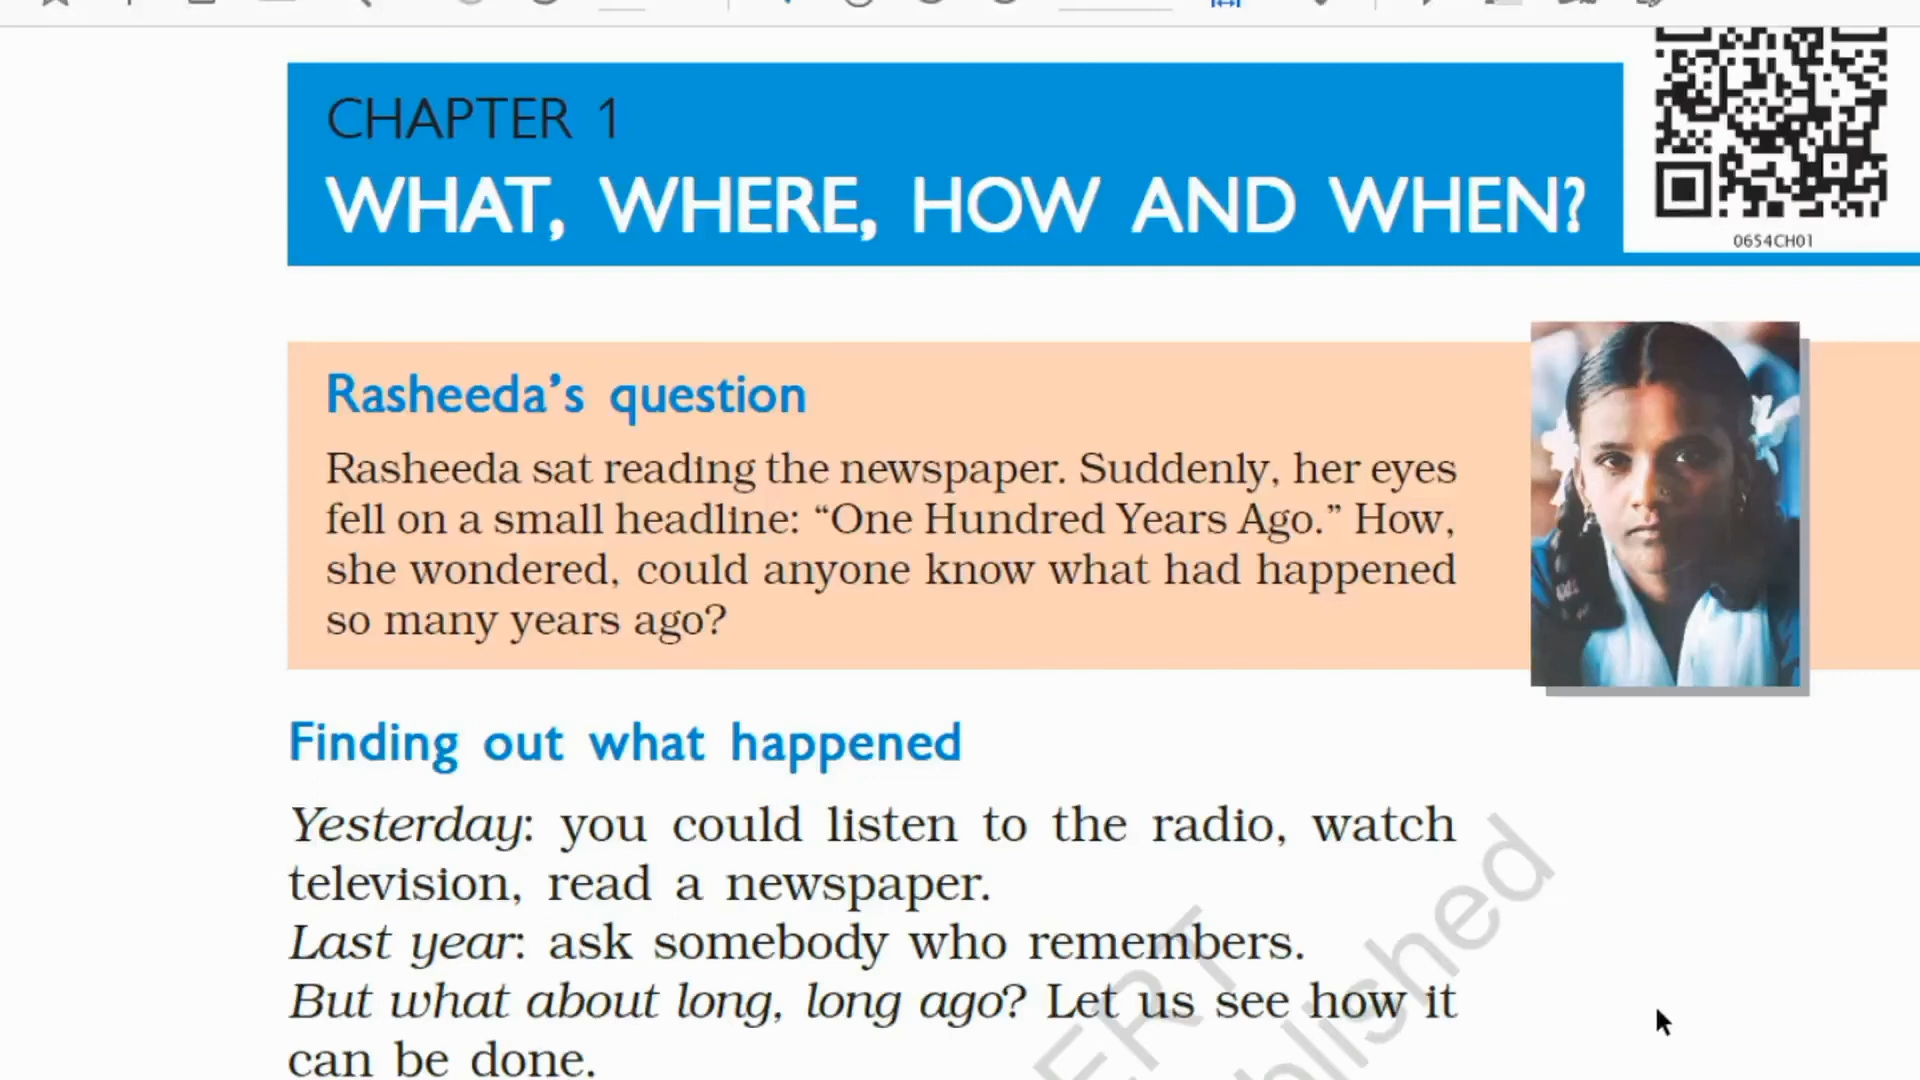 CHAPTER 1
WHAT, WHERE, HOW AND WHEN?
0654CH01
Rasheeda’s question
Rasheeda sat reading the newspaper. Suddenly, her eyes
fell on a small headline: “One Hundred Years Ago.” How,
she wondered, could anyone know what had happened
so many years ago?
Finding out what happened
Yesterday: you could listen to the radio, watch
television, read a newspaper.
Last year: ask somebody who remembers.
But what about long, long ago? Let us see how it
can be done.
ERT
blished